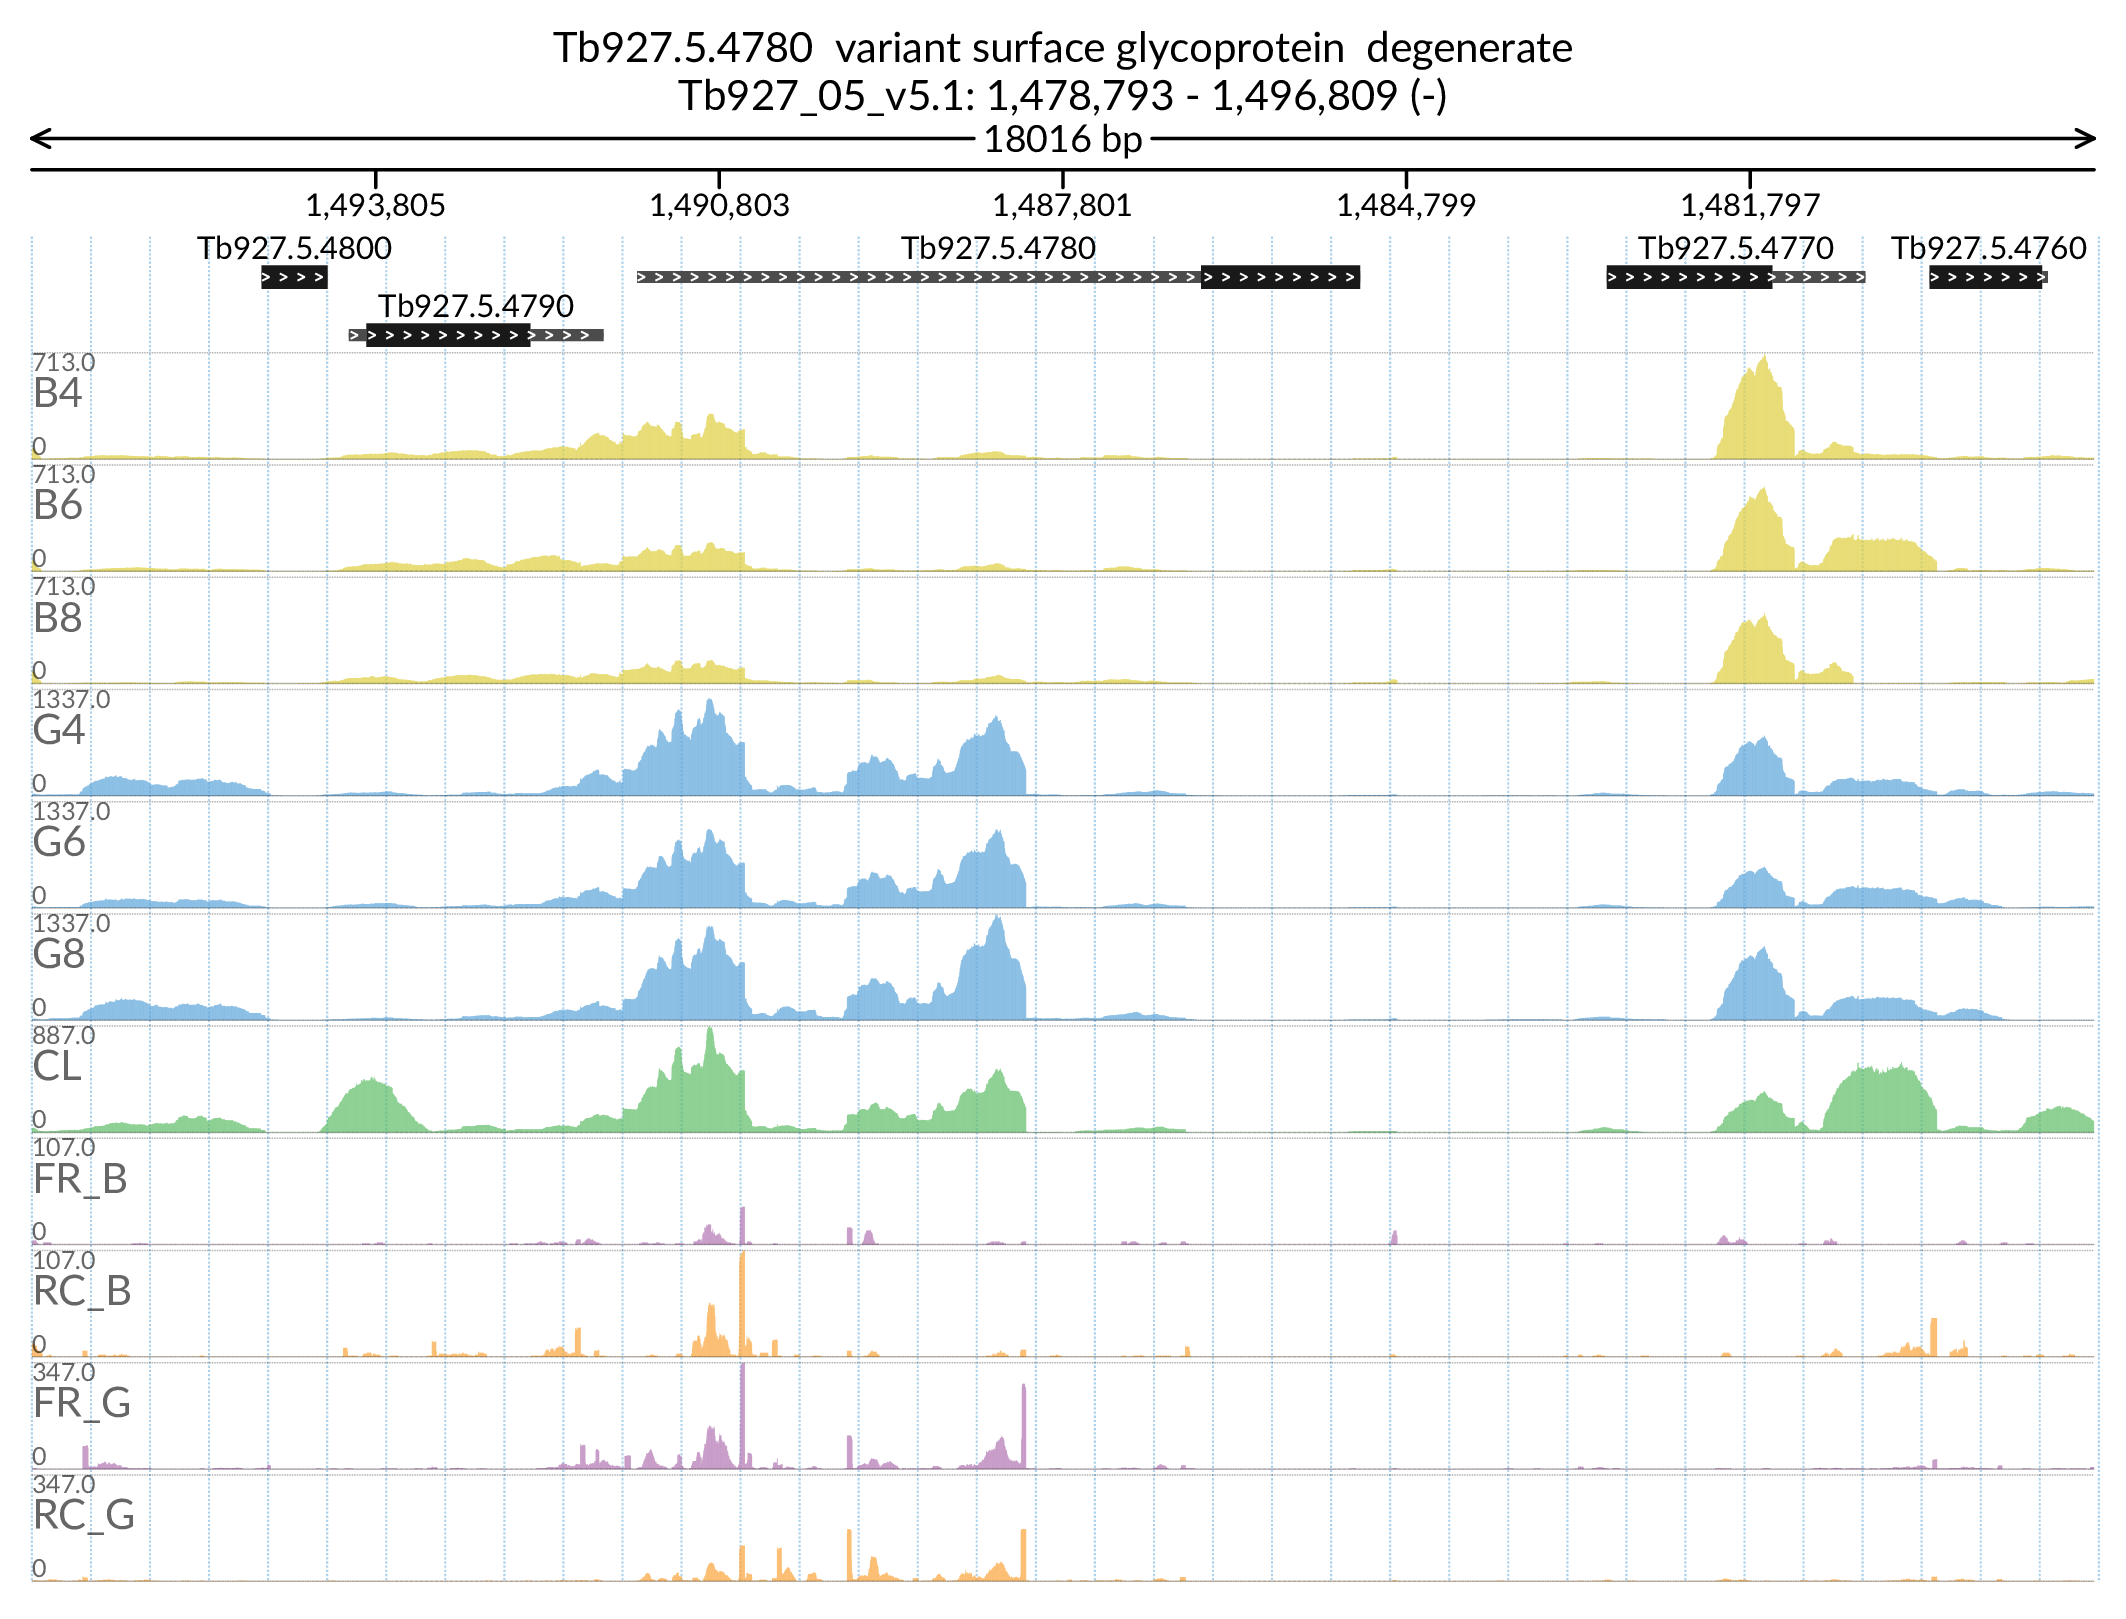 Tb927.5.4780  variant surface glycoprotein  degenerate
Tb927_05_v5.1: 1,478,793 - 1,496,809 (-)
18016 bp
1,493,805 1,490,803 1,487,801 1,484,799 1,481,797
Tb927.5.4800 Tb927.5.4780 Tb927.5.4770 Tb927.5.4760
Tb927.5.4790
713.0
B4
0
713.0
B6
0
713.0
B8
0
1337.0
G4
0
1337.0
G6
0
1337.0
G8
0
887.0
CL
0
107.0
FR_B
0
107.0
RC_B
0
347.0
FR_G
0
347.0
RC_G
0